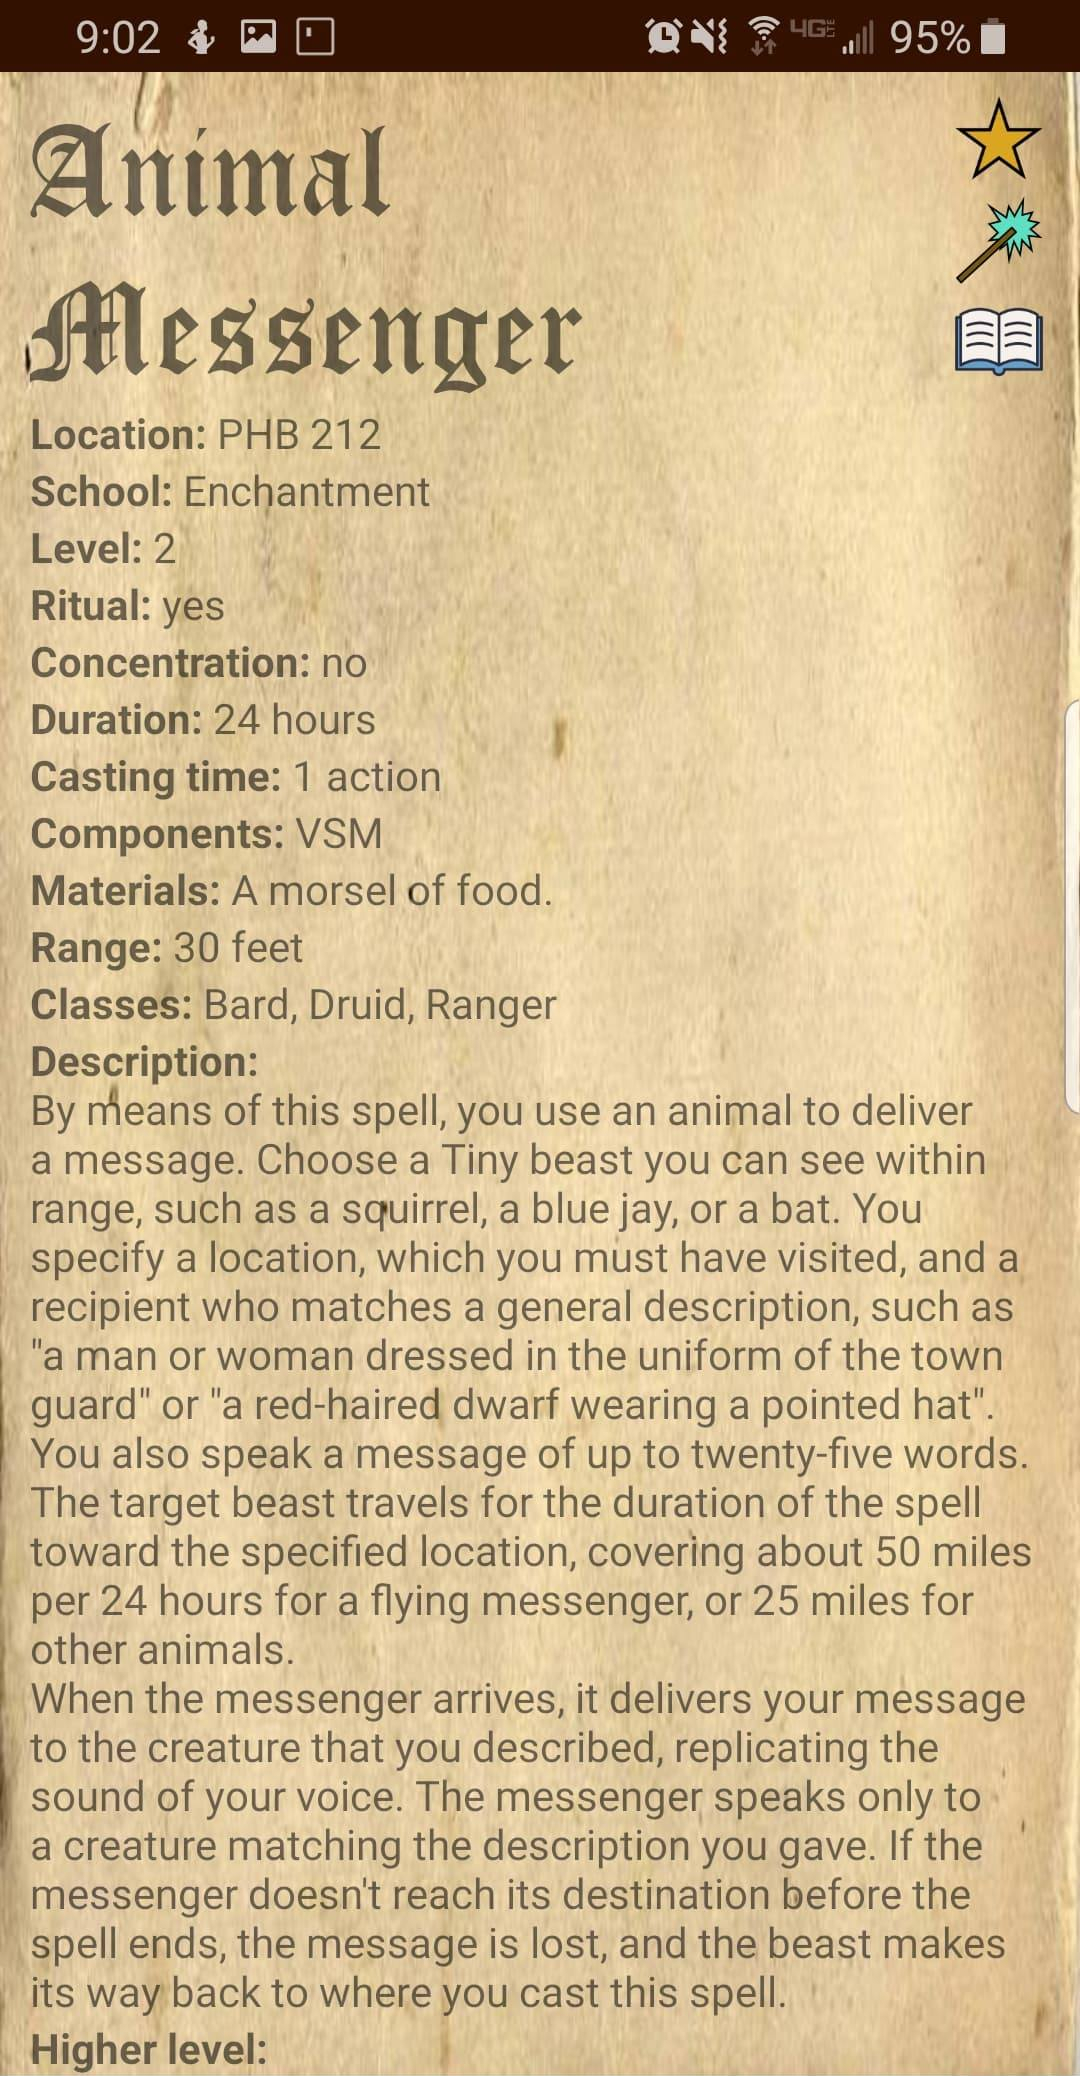 9:02 4G LTE 95%
Animal
Messenger
Location: PHB 212
School: Enchantment
Level: 2
Ritual: yes
Concentration: no
Duration: 24 hours
Casting time: 1 action
Components: VSM
Materials: A morsel of food.
Range: 30 feet
Classes: Bard, Druid, Ranger
Description:
By means of this spell, you use an animal to deliver
a message. Choose a Tiny beast you can see within
range, such as a squirrel, a blue jay, or a bat. You
specify a location, which you must have visited, and a
recipient who matches a general description, such as
"a man or woman dressed in the uniform of the town
guard" or "a red-haired dwarf wearing a pointed hat".
You also speak a message of up to twenty-five words.
The target beast travels for the duration of the spell
toward the specified location, covering about 50 miles
per 24 hours for a flying messenger, or 25 miles for
other animals.
When the messenger arrives, it delivers your message
to the creature that you described, replicating the
sound of your voice. The messenger speaks only to
a creature matching the description you gave. If the
messenger doesn't reach its destination before the
spell ends, the message is lost, and the beast makes
its way back to where you cast this spell.
Higher level: